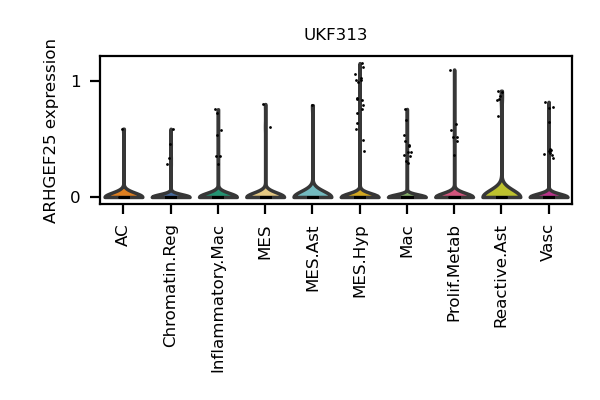 UKF313
ARHGEF25 expression
1
0
AC
Chromatin.Reg
Inflammatory.Mac
MES
MES.Ast
MES.Hyp
Mac
Prolif.Metab
Reactive.Ast
Vasc